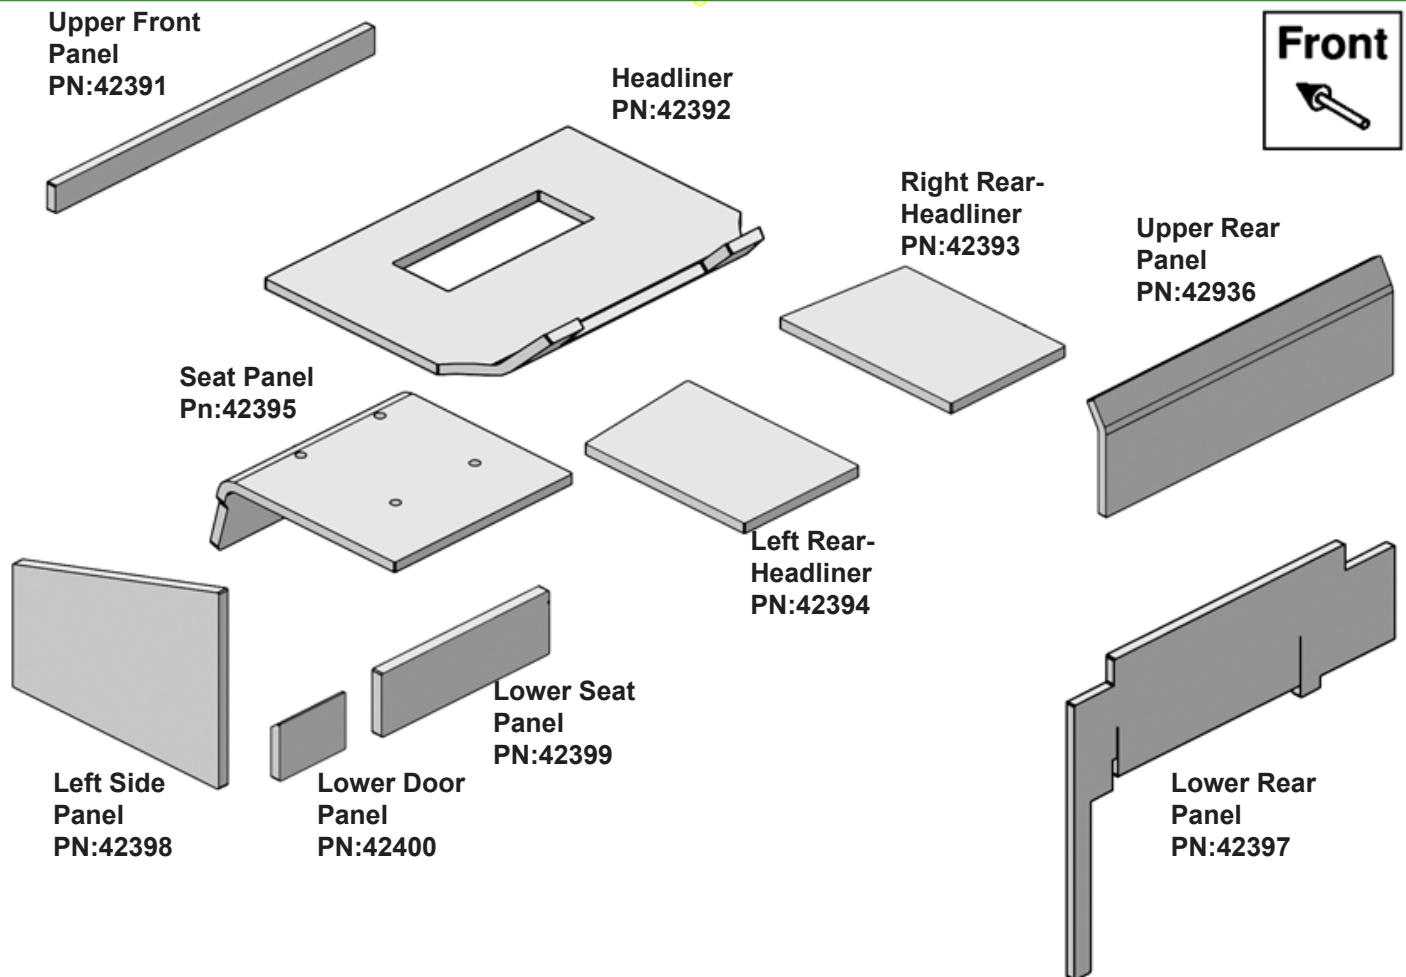 Upper Front
Panel
PN:42391
Headliner
PN:42392
Front
Right Rear-
Headliner
PN:42393
Upper Rear
Panel
PN:42936
Seat Panel
Pn:42395
Left Rear-
Headliner
PN:42394
Lower Seat
Panel
PN:42399
Left Side
Panel
PN:42398
Lower Door
Panel
PN:42400
Lower Rear
Panel
PN:42397